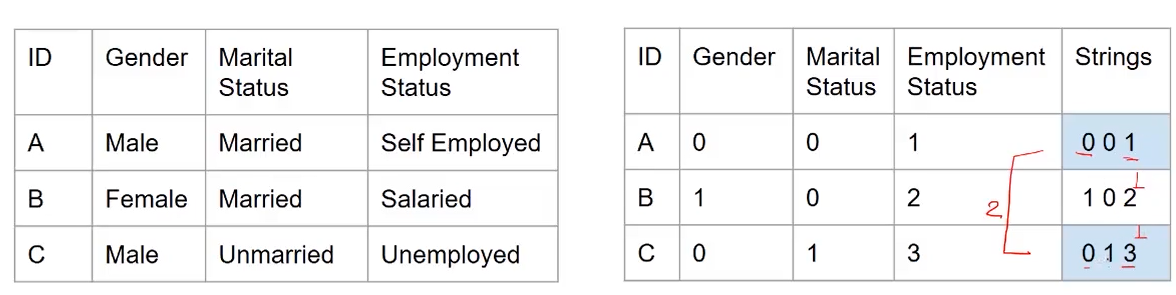 ID Gender Marital Status Employment Status
A Male Married Self Employed
B Female Married Salaried
C Male Unmarried Unemployed
ID Gender Marital Status Employment Status Strings
A 0 0 1 0 0 1
B 1 0 2 1 0 2
C 0 1 3 0 1 3
2
1
1